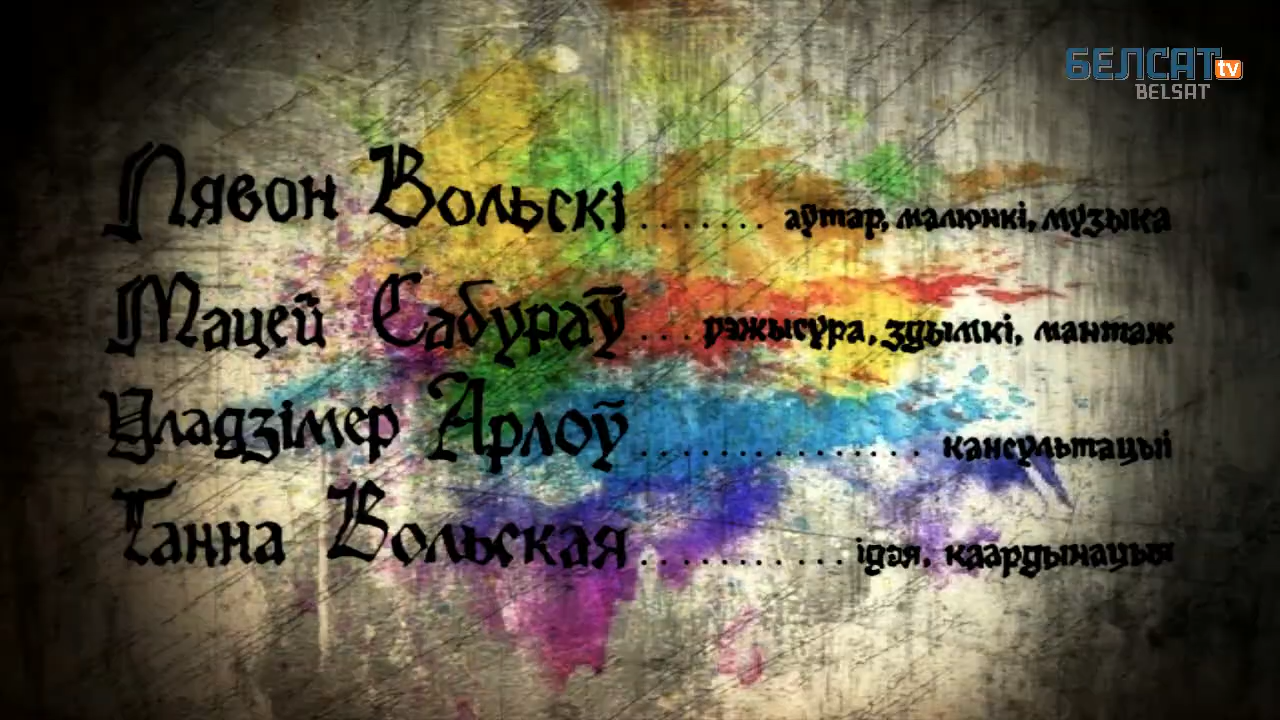 БЕЛСАТ tv
BELSAT
Лявон Вольскі ....... аўтар, малюнкі, музыка
Мацей Сабураў ... рэжысура, здымкі, мантаж
Уладзімер Арлоў .............. кансультацыі
Ганна Вольская ........... ідэя, каардынацыя